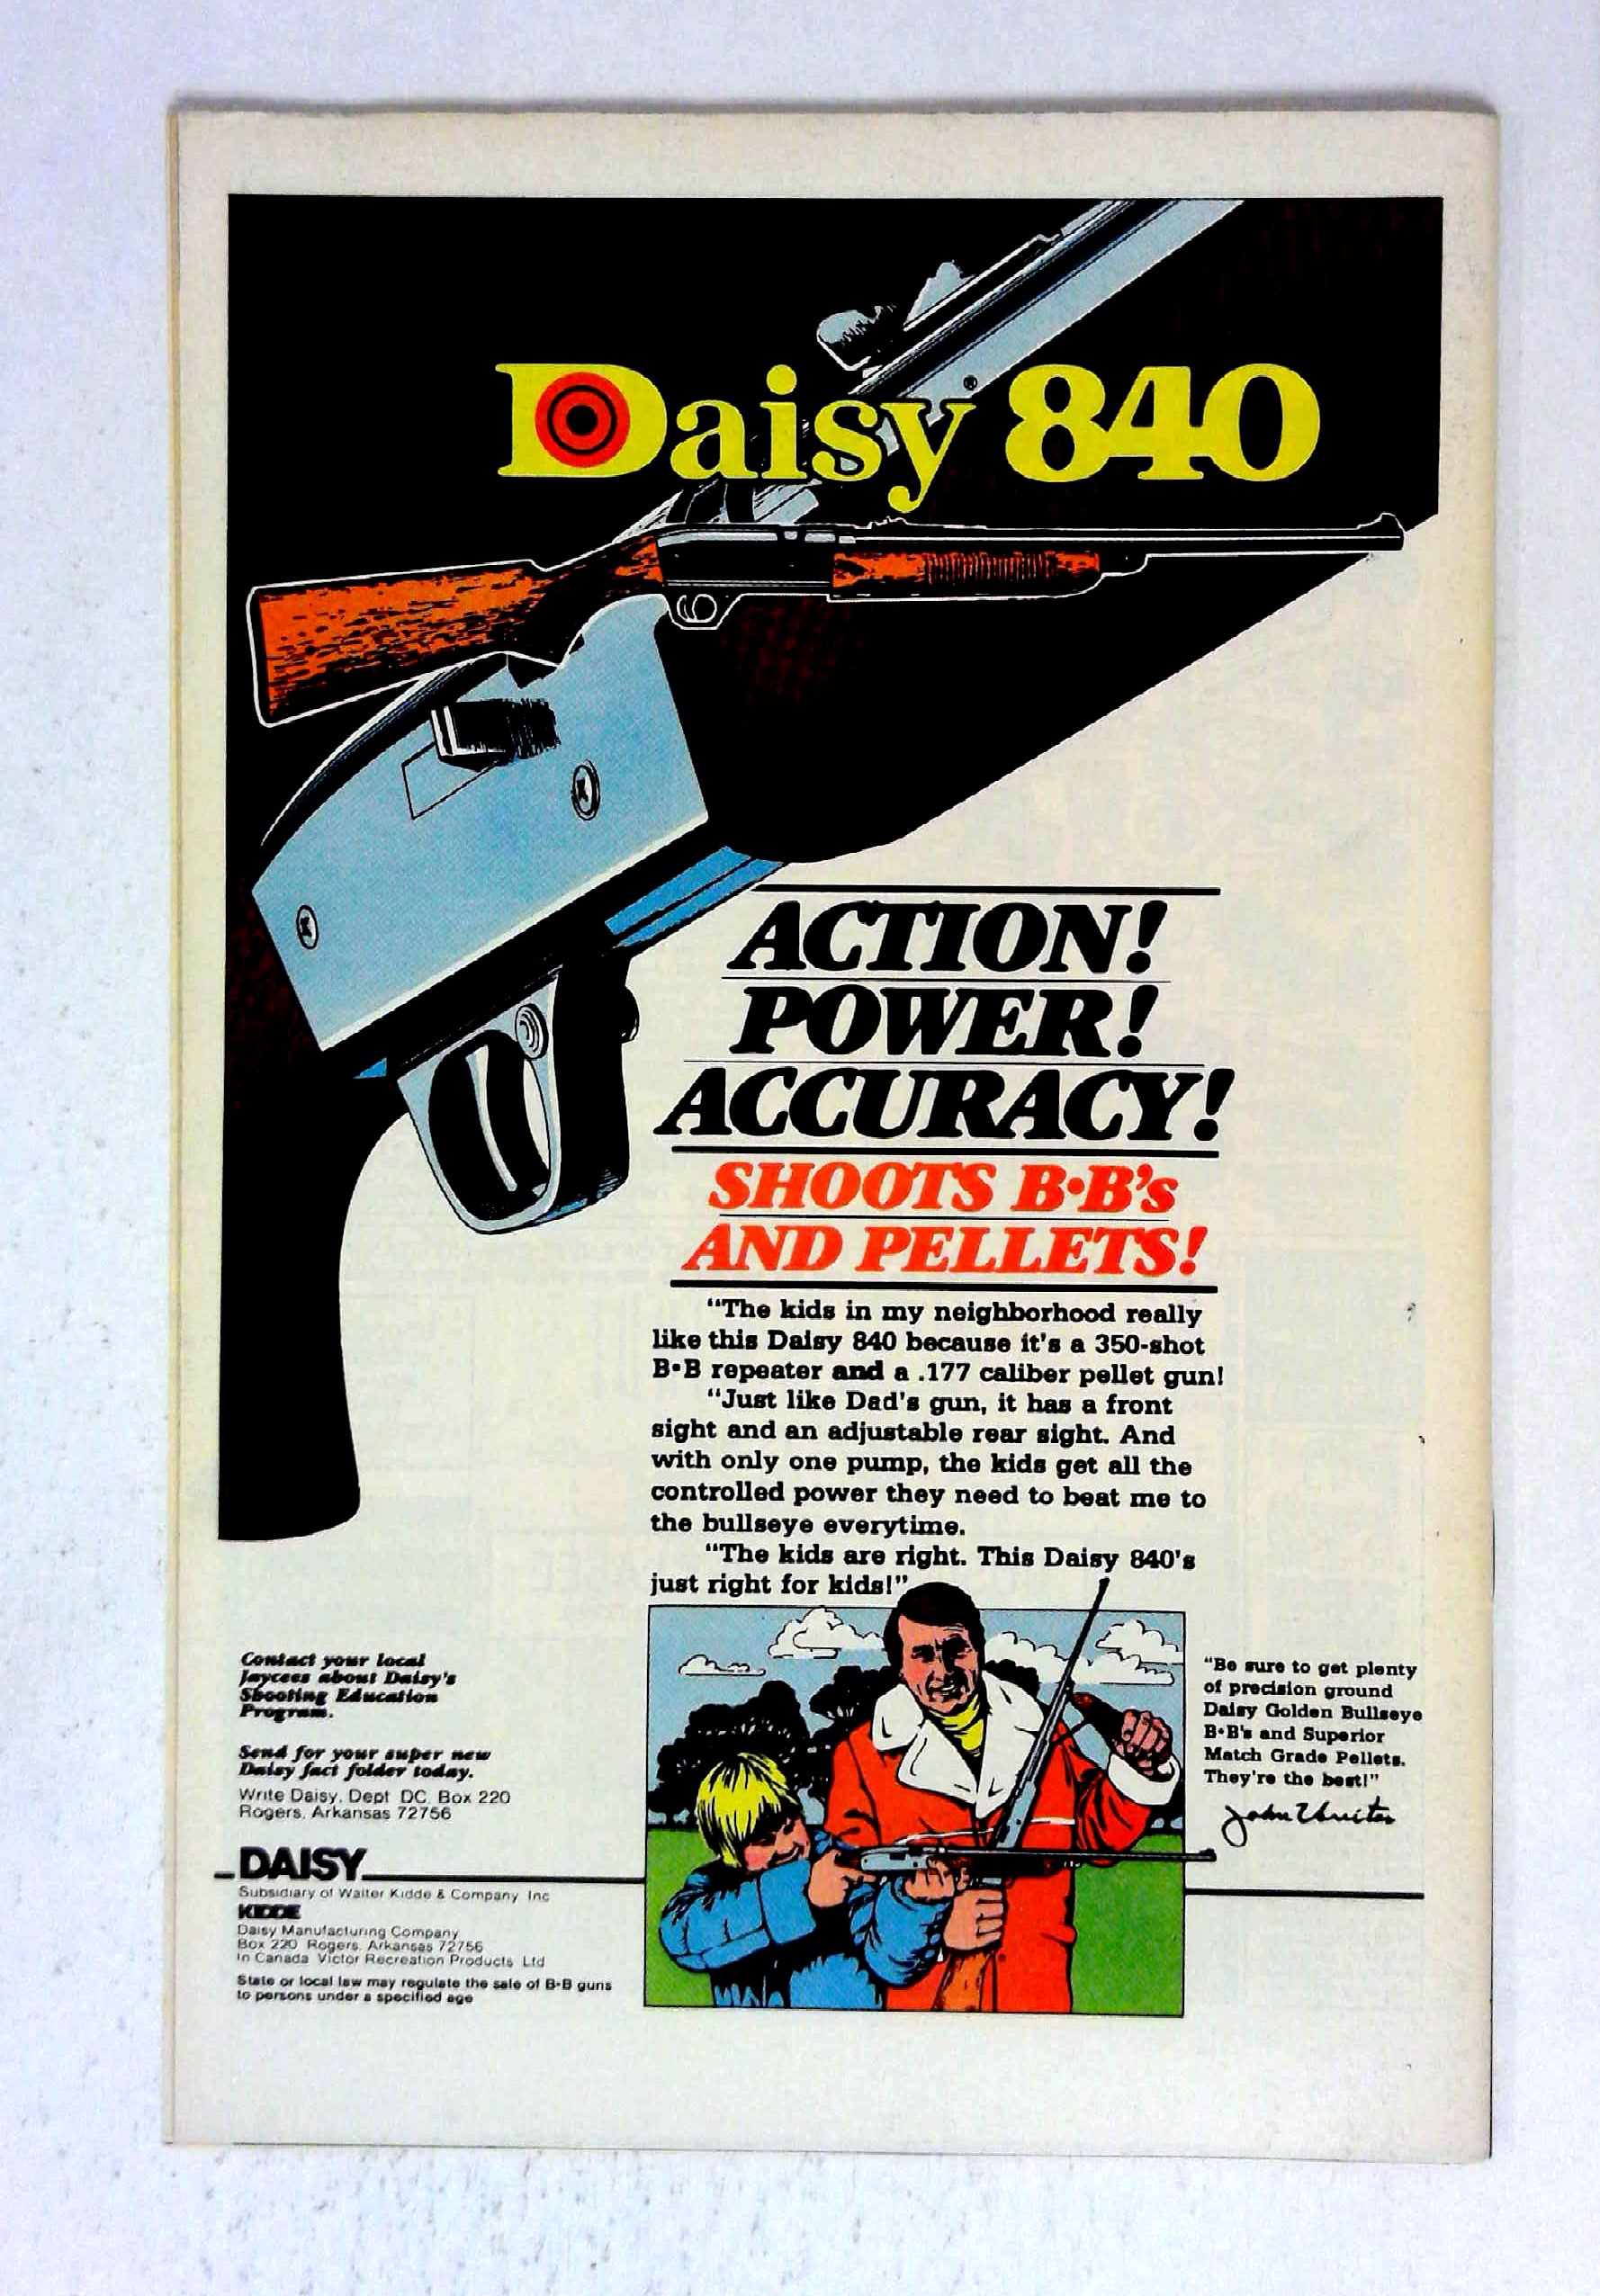 Daisy® 840
ACTION!
POWER!
ACCURACY!
SHOOTS B•B's
AND PELLETS!
"The kids in my neighborhood really
like this Daisy 840 because it's a 350-shot
B•B repeater and a .177 caliber pellet gun!
"Just like Dad's gun, it has a front
sight and an adjustable rear sight. And
with only one pump, the kids get all the
controlled power they need to beat me to
the bullseye everytime.
"The kids are right. This Daisy 840's
just right for kids!"
Contact your local
Jaycees about Daisy's
Shooting Education
Program.
Send for your super new
Daisy fact folder today.
Write Daisy, Dept DC, Box 220
Rogers, Arkansas 72756
DAISY
Subsidiary of Walter Kidde & Company Inc
KIDDE
Daisy Manufacturing Company
Box 220 Rogers, Arkansas 72756
In Canada Victor Recreation Products Ltd
State or local law may regulate the sale of B•B guns
to persons under a specified age
"Be sure to get plenty
of precision ground
Daisy Golden Bullseye
B•B's and Superior
Match Grade Pellets.
They're the best!"
John Unitas